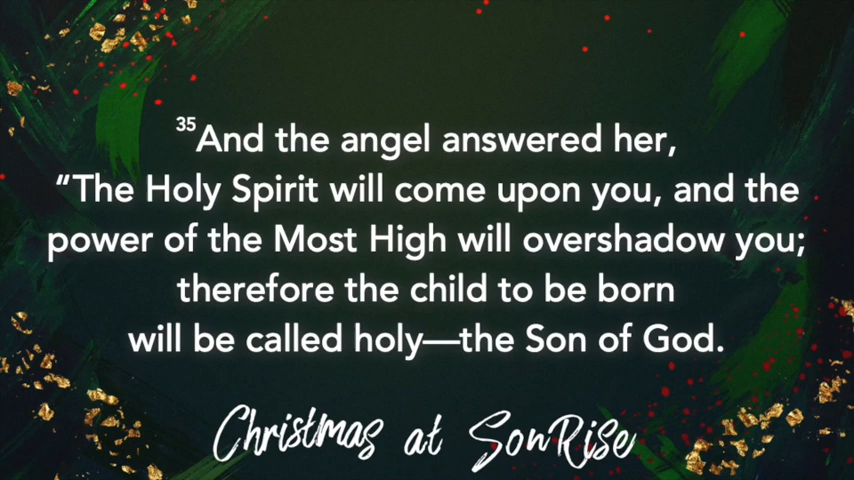 35And the angel answered her,
“The Holy Spirit will come upon you, and the
power of the Most High will overshadow you;
therefore the child to be born
will be called holy—the Son of God.
Christmas at SonRise